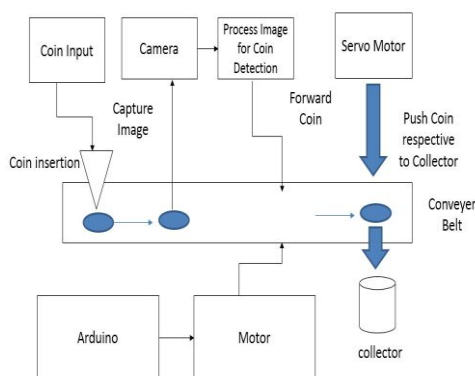 Coin Input
Camera
Process Image
for Coin
Detection
Servo Motor
Capture
Image
Forward
Coin
Push Coin
respective
to Collector
Coin insertion
Conveyer
Belt
Arduino
Motor
collector